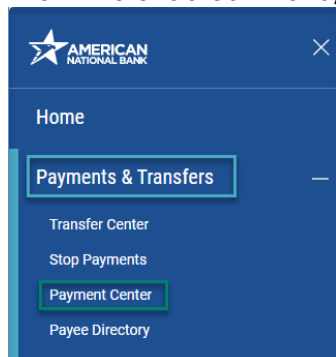 AMERICAN
NATIONAL BANK
Home
Payments & Transfers
Transfer Center
Stop Payments
Payment Center
Payee Directory